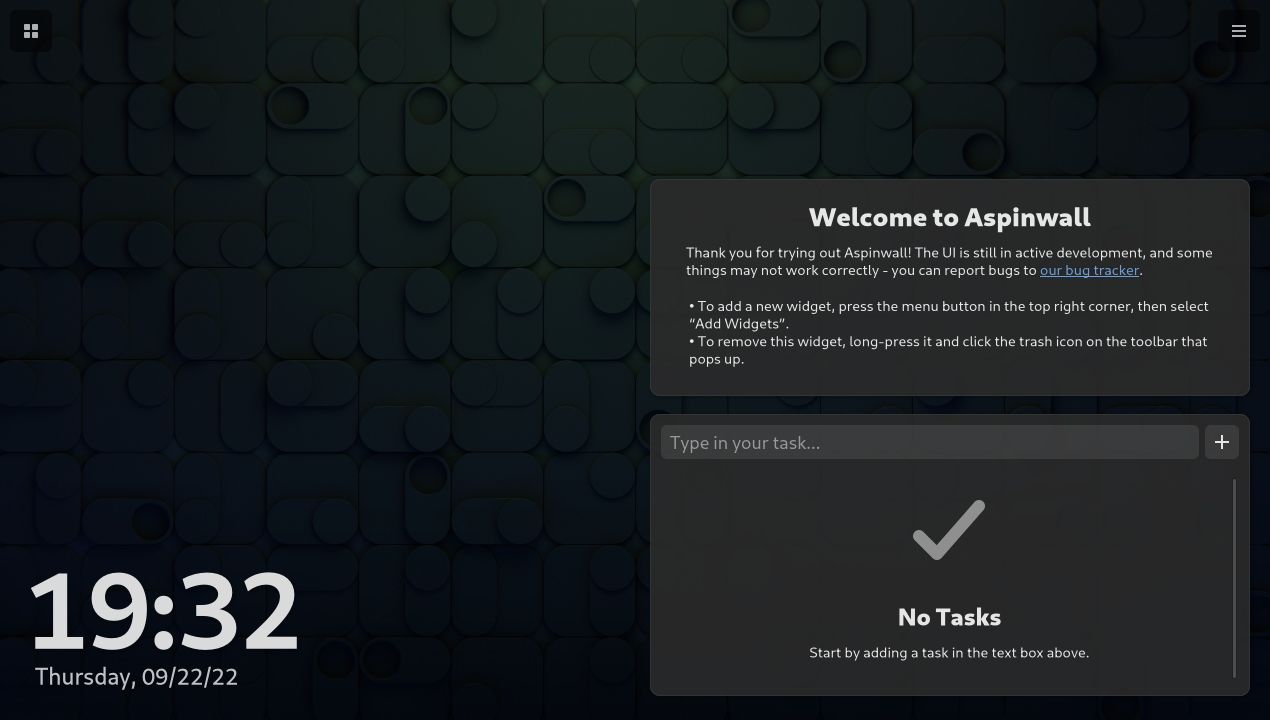 Welcome to Aspinwall
Thank you for trying out Aspinwall! The UI is still in active development, and some
things may not work correctly - you can report bugs to our bug tracker.
• To add a new widget, press the menu button in the top right corner, then select
“Add Widgets”.
• To remove this widget, long-press it and click the trash icon on the toolbar that
pops up.
Type in your task...
No Tasks
Start by adding a task in the text box above.
19:32
Thursday, 09/22/22